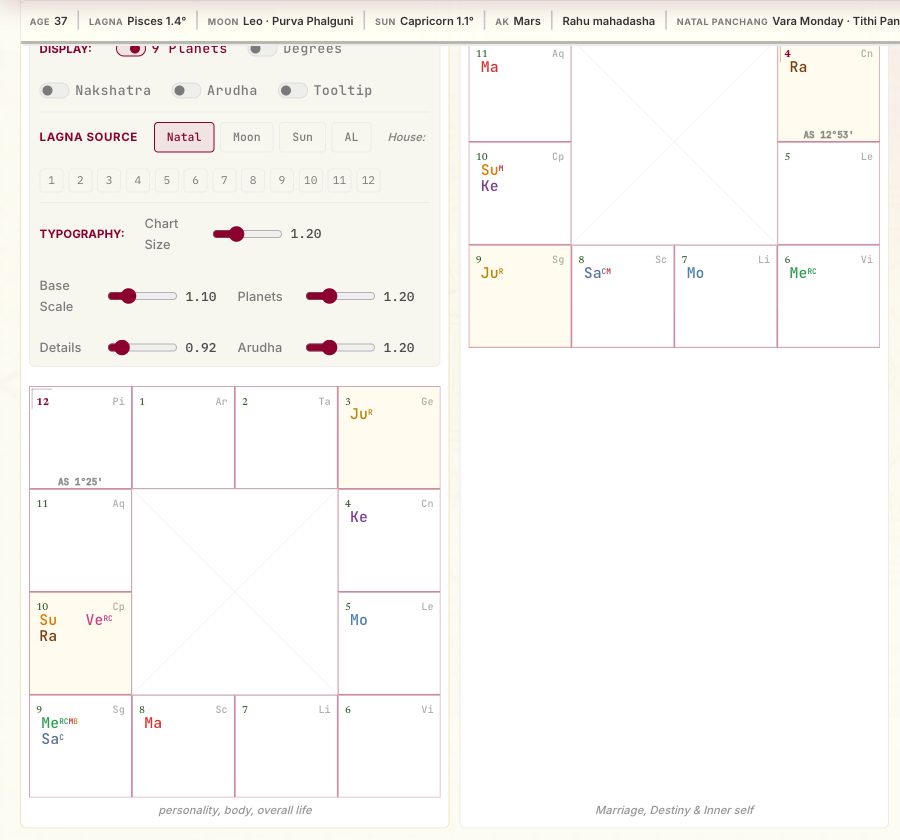 AGE 37 LAGNA Pisces 1.4° MOON Leo · Purva Phalguni SUN Capricorn 1.1° AK Mars Rahu mahadasha NATAL PANCHANG Vara Monday · Tithi Pan
DISPLAY: 9 Planets Degrees
Nakshatra Arudha Tooltip
LAGNA SOURCE Natal Moon Sun AL House:
1 2 3 4 5 6 7 8 9 10 11 12
TYPOGRAPHY: Chart Size 1.20
Base Scale 1.10 Planets 1.20
Details 0.92 Arudha 1.20
12 Pi 1 Ar 2 Ta 3 Ge
JuR
AS 1°25'
11 Aq 4 Cn
Ke
10 Cp 5 Le
Su VeRC Mo
Ra
9 Sg 8 Sc 7 Li 6 Vi
MeRCMG Ma
SaC
personality, body, overall life
11 Aq 4 Cn
Ma Ra
AS 12°53'
10 Cp 5 Le
SuM
Ke
9 Sg 8 Sc 7 Li 6 Vi
JuR SaCM Mo MeRC
Marriage, Destiny & Inner self